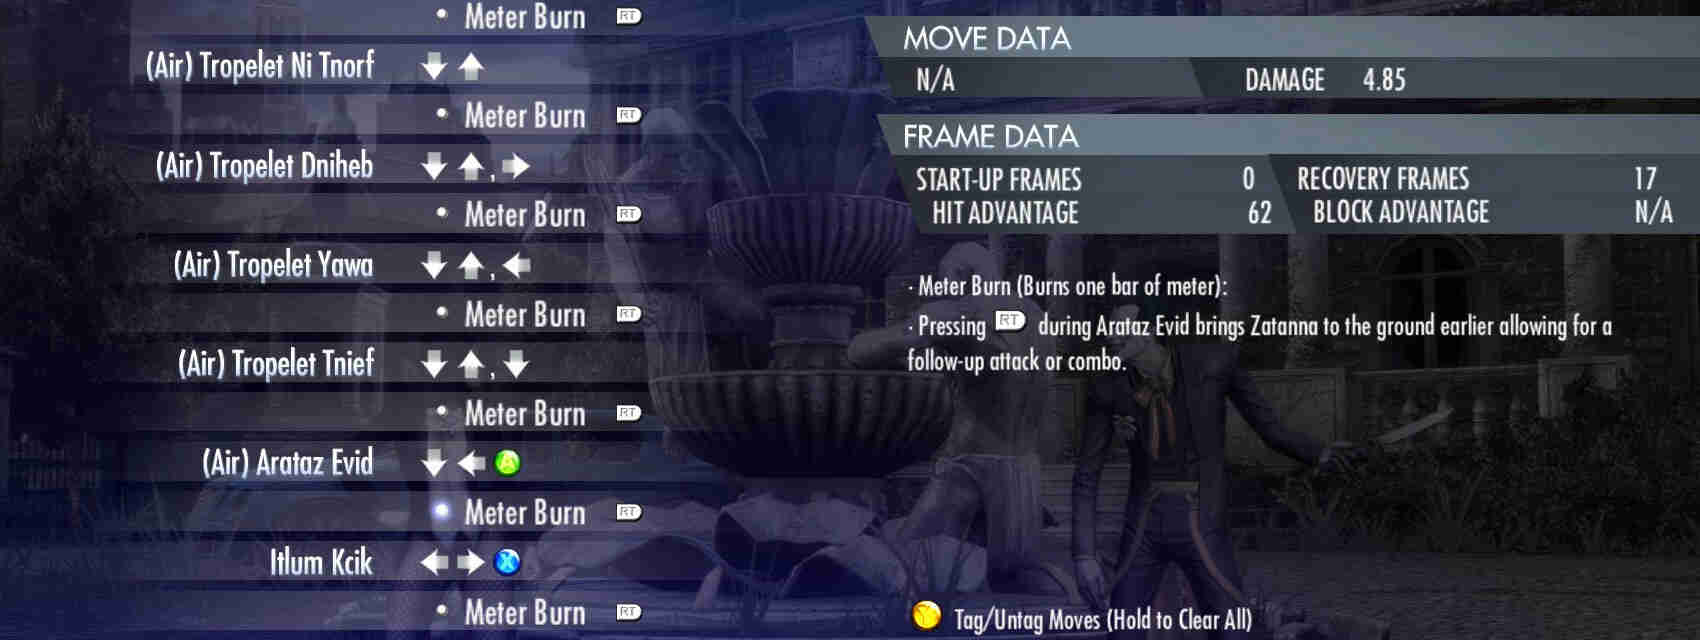 Meter Burn RT
(Air) Tropelet Ni Tnorf
Meter Burn RT
(Air) Tropelet Dniheb ,
Meter Burn RT
(Air) Tropelet Yawa ,
Meter Burn RT
(Air) Tropelet Tnief ,
Meter Burn RT
(Air) Arataz Evid A
Meter Burn RT
Itlum Kcik X
Meter Burn RT
MOVE DATA
N/A DAMAGE 4.85
FRAME DATA
START-UP FRAMES 0 RECOVERY FRAMES 17
HIT ADVANTAGE 62 BLOCK ADVANTAGE N/A
· Meter Burn (Burns one bar of meter):
· Pressing RT during Arataz Evid brings Zatanna to the ground earlier allowing for a
follow-up attack or combo.
Y Tag/Untag Moves (Hold to Clear All)